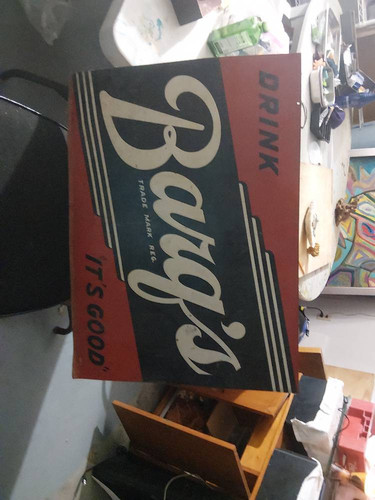 DRINK
Barq's
TRADE MARK REG.
"IT'S GOOD"